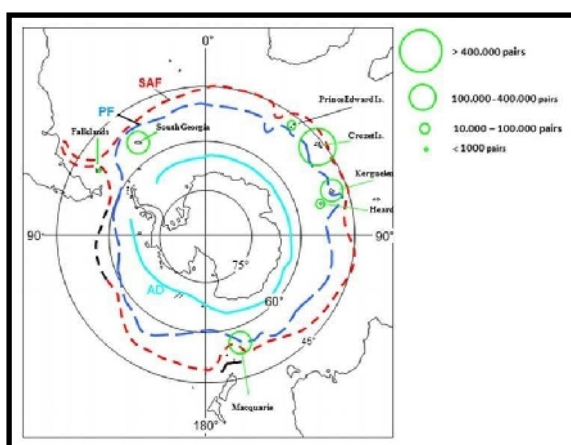 0°
SAF
PF
Prince Edward Is.
South Georgia
Falklands
Crozet Is.
Kerguelen
Heard
90°
90°
75°
AD
60°
45°
Macquarie
180°
> 400.000 pairs
100.000 - 400.000 pairs
10.000 – 100.000 pairs
< 1000 pairs